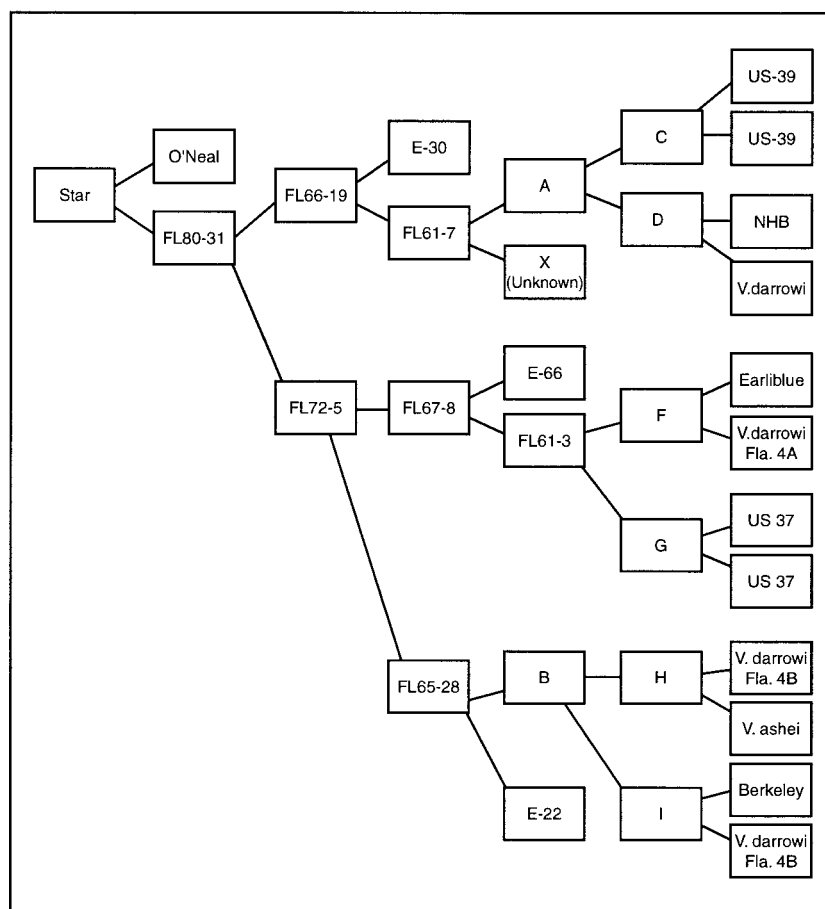 US-39
O'Neal
E-30
US-39
C
Star
FL66-19
A
FL80-31
FL61-7
D
NHB
X
(Unknown)
V.darrowi
E-66
Earliblue
FL72-5
FL67-8
F
FL61-3
V.darrowi
Fla. 4A
US 37
G
US 37
V. darrowi
Fla. 4B
FL65-28
B
H
V. ashei
Berkeley
E-22
I
V. darrowi
Fla. 4B